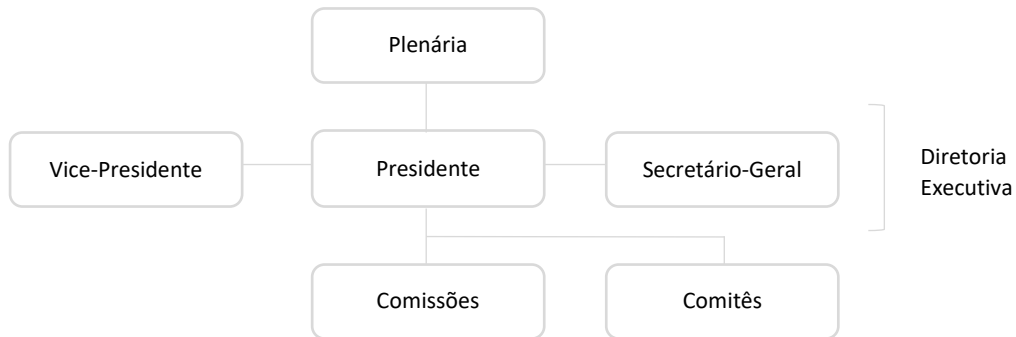 Plenária
Vice-Presidente
Presidente
Secretário-Geral
Diretoria
Executiva
Comissões
Comitês